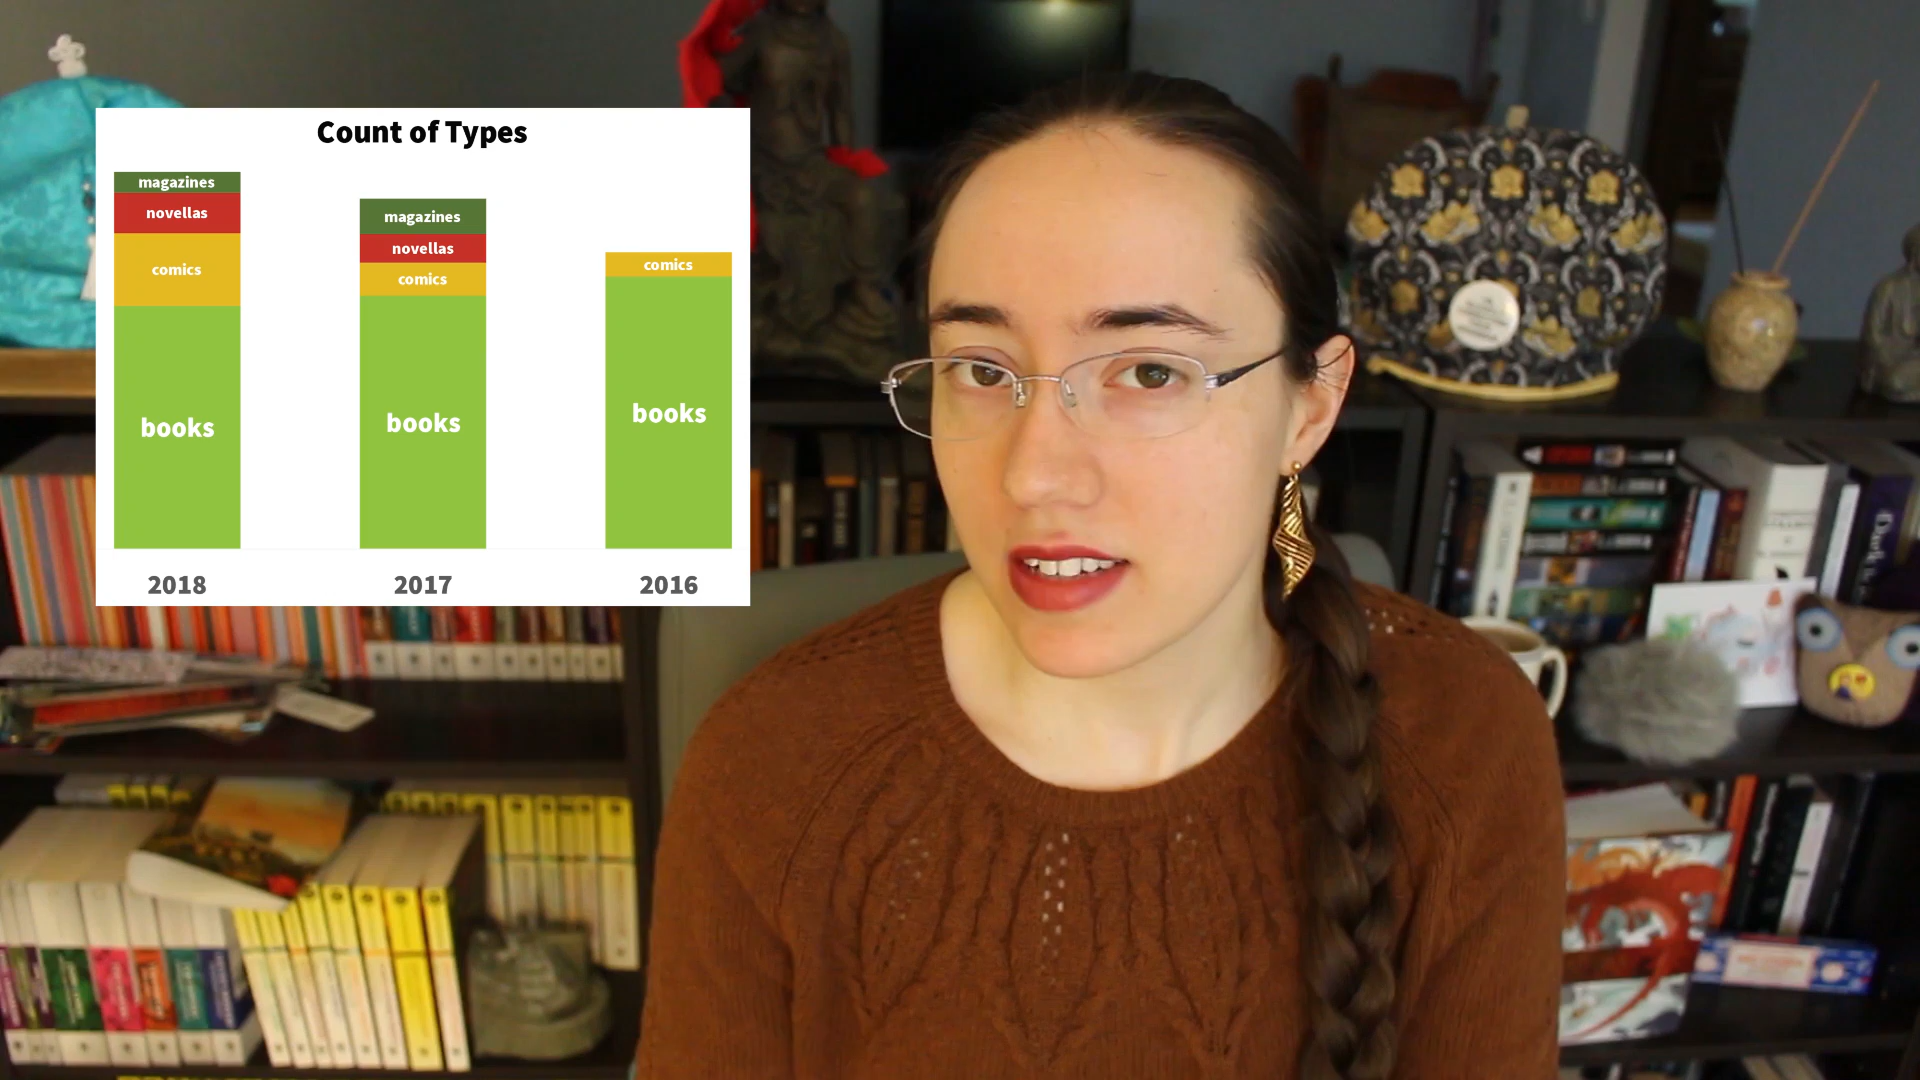 Count of Types
magazines
novellas
comics
books
magazines
novellas
comics
books
comics
books
2018
2017
2016